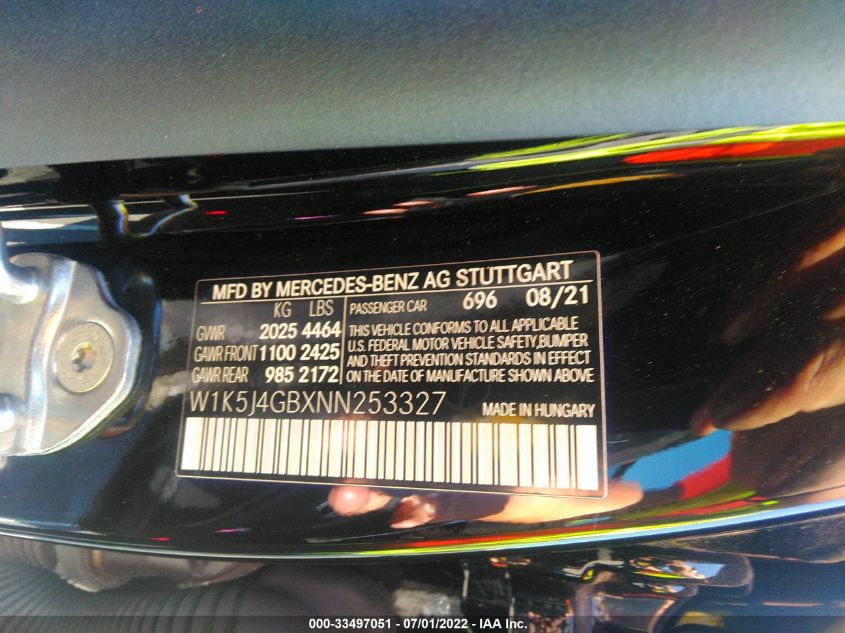 MFD BY MERCEDES-BENZ AG STUTTGART
KG LBS
GVWR 2025 4464
GAWR FRONT 1100 2425
GAWR REAR 985 2172
PASSENGER CAR 696 08/21
THIS VEHICLE CONFORMS TO ALL APPLICABLE
U.S. FEDERAL MOTOR VEHICLE SAFETY, BUMPER
AND THEFT PREVENTION STANDARDS IN EFFECT
ON THE DATE OF MANUFACTURE SHOWN ABOVE
W1K5J4GBXNN253327 MADE IN HUNGARY
000-33497051 - 07/01/2022 - IAA Inc.